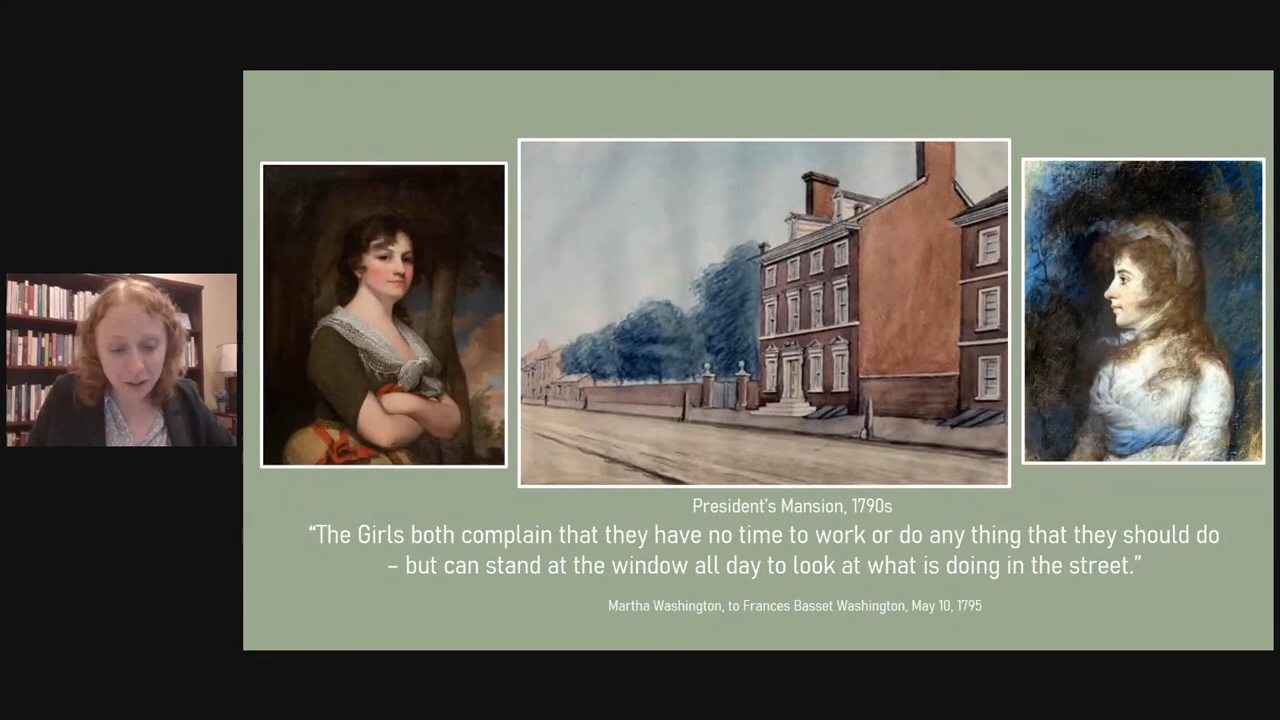 President's Mansion, 1790s
“The Girls both complain that they have no time to work or do any thing that they should do
– but can stand at the window all day to look at what is doing in the street.”
Martha Washington, to Frances Basset Washington, May 10, 1795